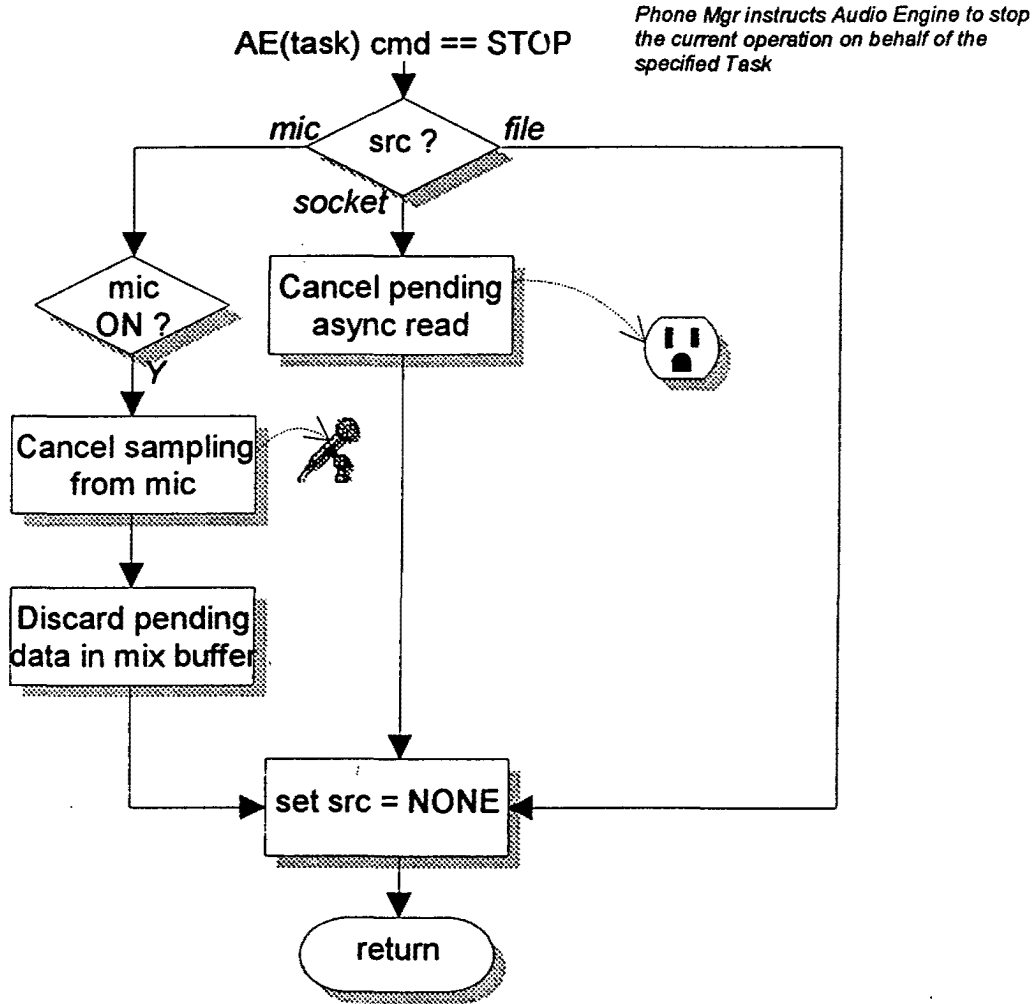 Phone Mgr instructs Audio Engine to stop
the current operation on behalf of the
specified Task
AE(task) cmd == STOP
mic
src ?
file
socket
mic
ON ?
Y
Cancel pending
async read
Cancel sampling
from mic
Discard pending
data in mix buffer
set src = NONE
return